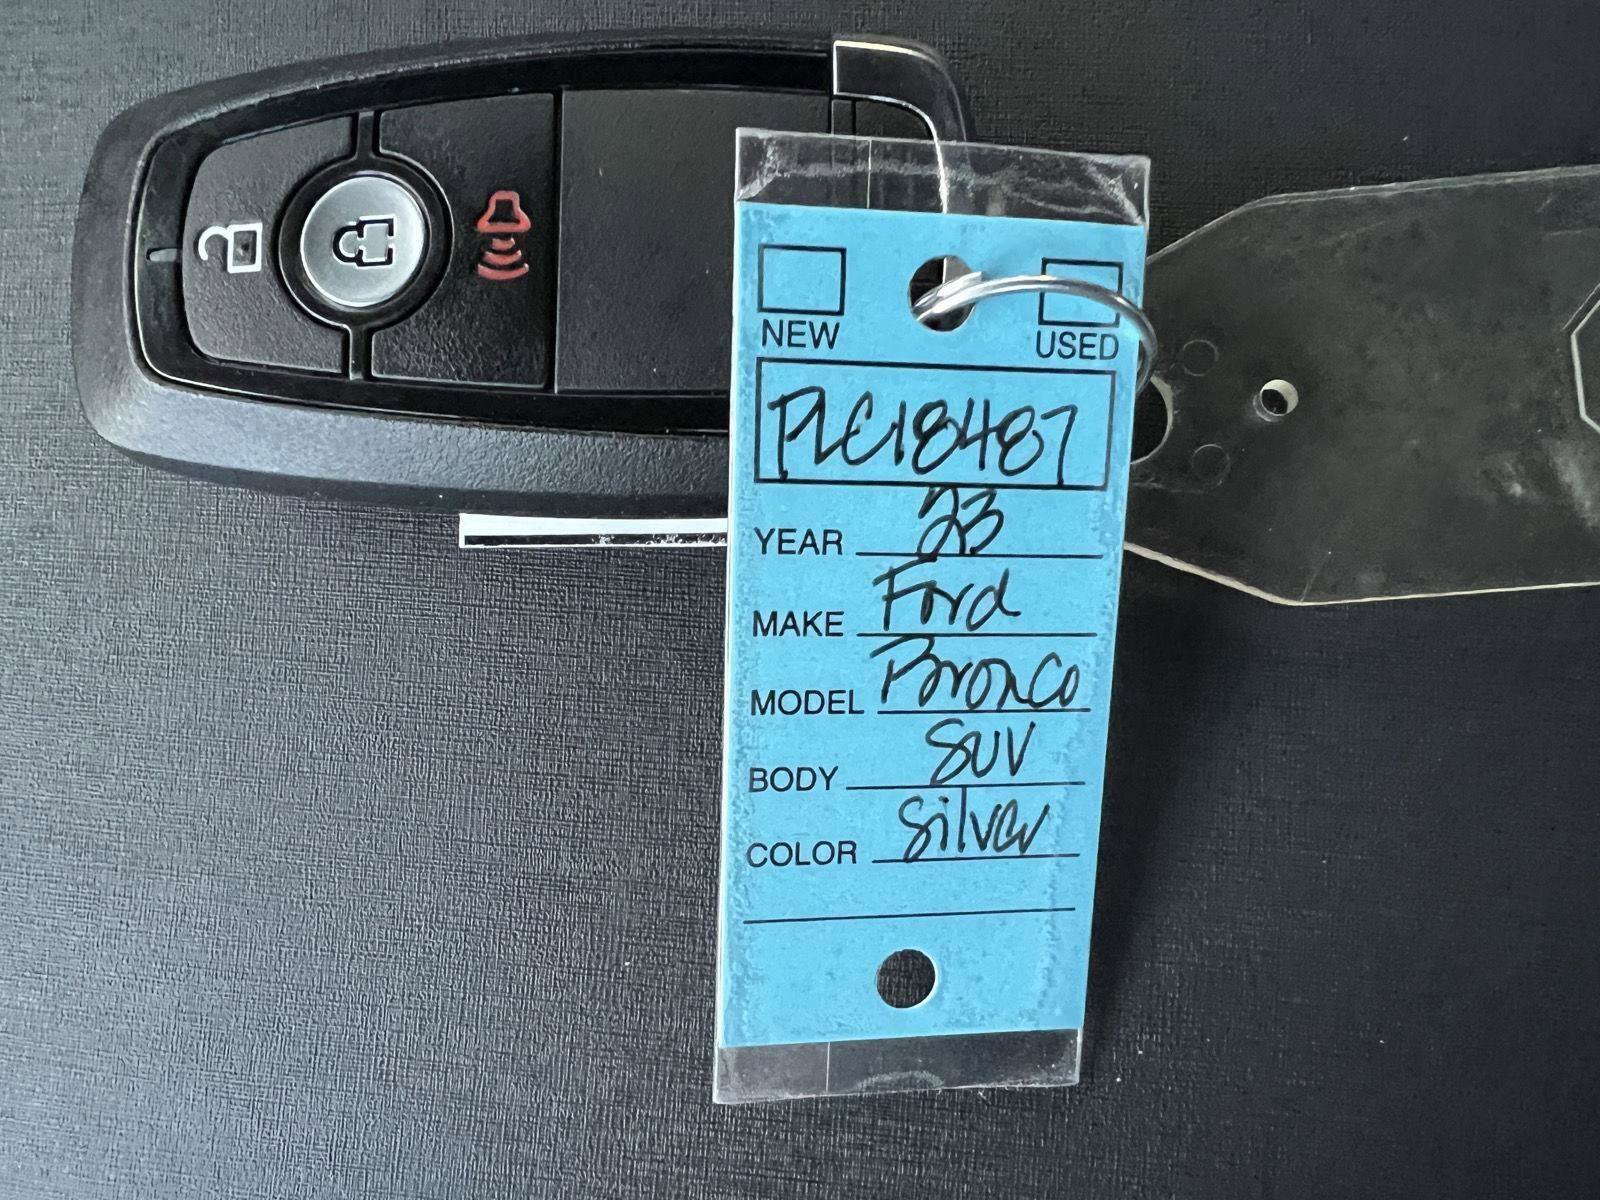 NEW USED
PLC18487
YEAR 23
MAKE Ford
MODEL Bronco
BODY SUV
COLOR Silver